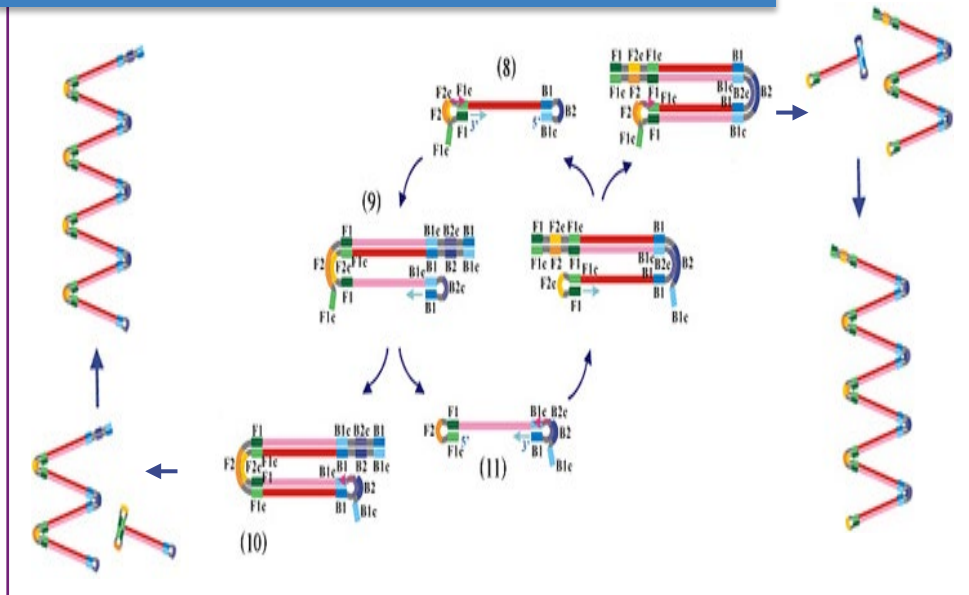 (8)
F2c F1c B1
F2 B2
3' 5'
F1 B1c
F1c
F1 F2c F1c B1
B1c B2
F1c F2 F1 B2c
F1c B1
F2
F1 B1c
F1c
(9)
F1 B1c B2c B1
F2 F2c F1c B1 B2 B1c
B1c B2c
F1 B1
F1c
F1 F2c F1c B1
B1c B2
F1c F2 F1 B2c
F1c B1
F2c
F1 B1
B1c
F1 B1c B2c
F2 B2
F1c 5' 3' B1
B1c
(11)
F1 B1c B2c B1
F2 F2c F1c B1 B2 B1c
F1 B1c B2
F1c B1 B1c
(10)